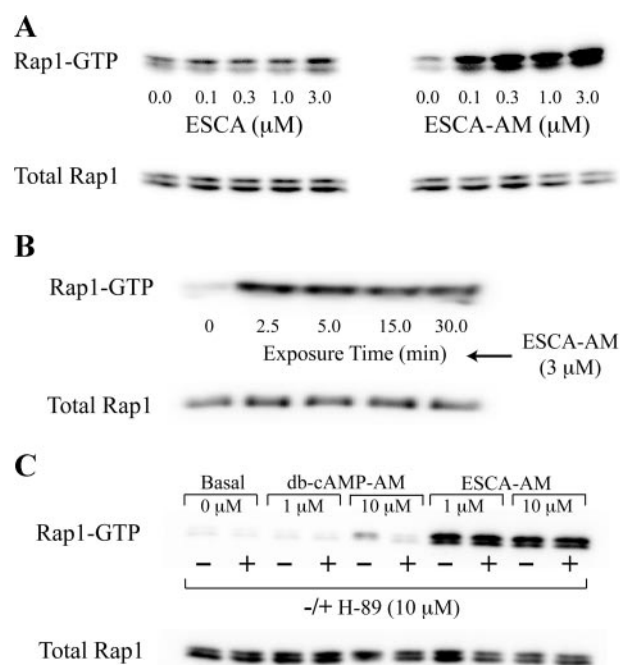 A
Rap1-GTP
0.0 0.1 0.3 1.0 3.0 0.0 0.1 0.3 1.0 3.0
ESCA (μM) ESCA-AM (μM)
Total Rap1
B
Rap1-GTP
0 2.5 5.0 15.0 30.0
Exposure Time (min)
ESCA-AM
(3 μM)
Total Rap1
C
Basal db-cAMP-AM ESCA-AM
0 μM 1 μM 10 μM 1 μM 10 μM
Rap1-GTP
− + − + − + − + − +
-/+ H-89 (10 μM)
Total Rap1